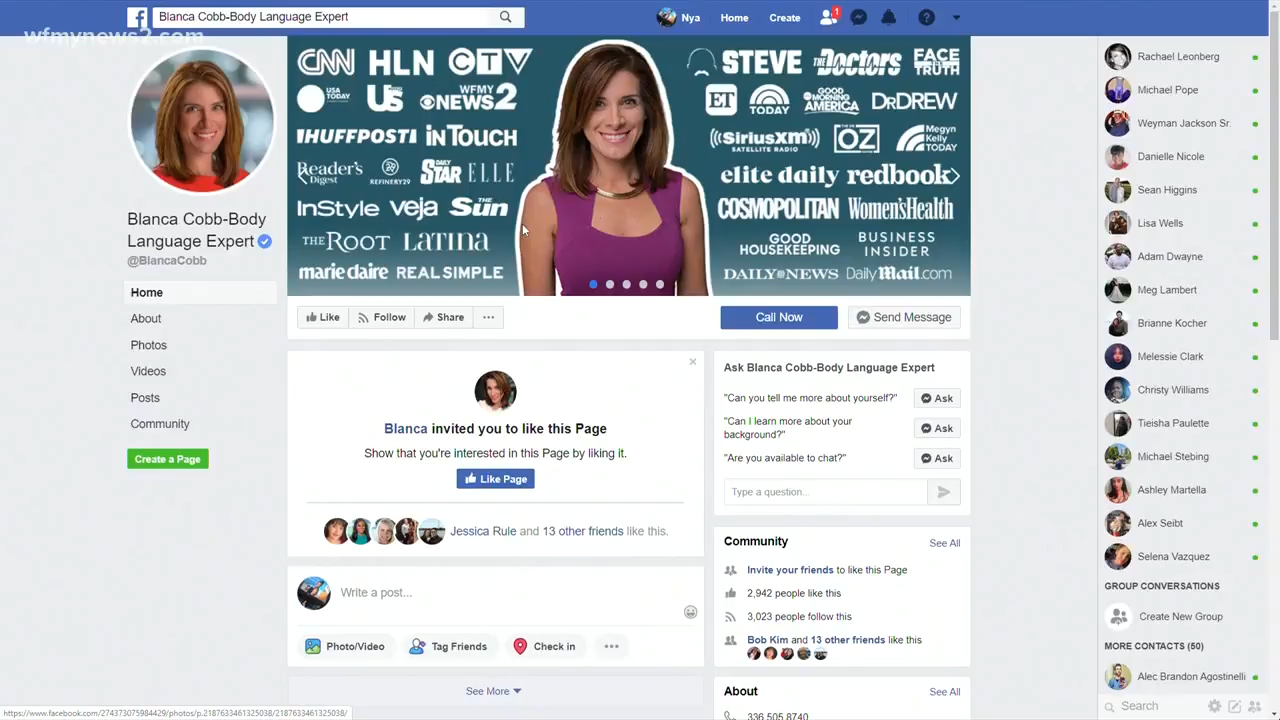 wfmynews2.com
Blanca Cobb-Body Language Expert
Nya
Home
Create
1
Blanca Cobb-Body
Language Expert
@BlancaCobb
Home
About
Photos
Videos
Posts
Community
Create a Page
CNN HLN CTV
USA TODAY Us WFMY NEWS 2
HUFFPOST inTouch
Reader's Digest REFINERY29 DAILY STAR ELLE
InStyle veja THE Sun
THE ROOT LATINA
marie claire REAL SIMPLE
STEVE THE Doctors FACE TRUTH
ET TODAY GOOD MORNING AMERICA DR DREW
SiriusXM SATELLITE RADIO OZ Megyn Kelly TODAY
elite daily redbook
COSMOPOLITAN Women'sHealth
GOOD HOUSEKEEPING BUSINESS INSIDER
DAILY NEWS DailyMail.com
Like
Follow
Share
Call Now
Send Message
Blanca invited you to like this Page
Show that you're interested in this Page by liking it.
Like Page
Jessica Rule and 13 other friends like this.
Write a post...
Photo/Video
Tag Friends
Check in
See More
Ask Blanca Cobb-Body Language Expert
"Can you tell me more about yourself?"
Ask
"Can I learn more about your
background?"
Ask
"Are you available to chat?"
Ask
Type a question...
Community
See All
Invite your friends to like this Page
2,942 people like this
3,023 people follow this
Bob Kim and 13 other friends like this
About
See All
336 505 8740
Rachael Leonberg
Michael Pope
Weyman Jackson Sr.
Danielle Nicole
Sean Higgins
Lisa Wells
Adam Dwayne
Meg Lambert
Brianne Kocher
Melessie Clark
Christy Williams
Tieisha Paulette
Michael Stebing
Ashley Martella
Alex Seibt
Selena Vazquez
GROUP CONVERSATIONS
Create New Group
MORE CONTACTS (50)
Alec Brandon Agostinelli
Search
https://www.facebook.com/274373075984429/photos/p.2187633461325038/2187633461325038/